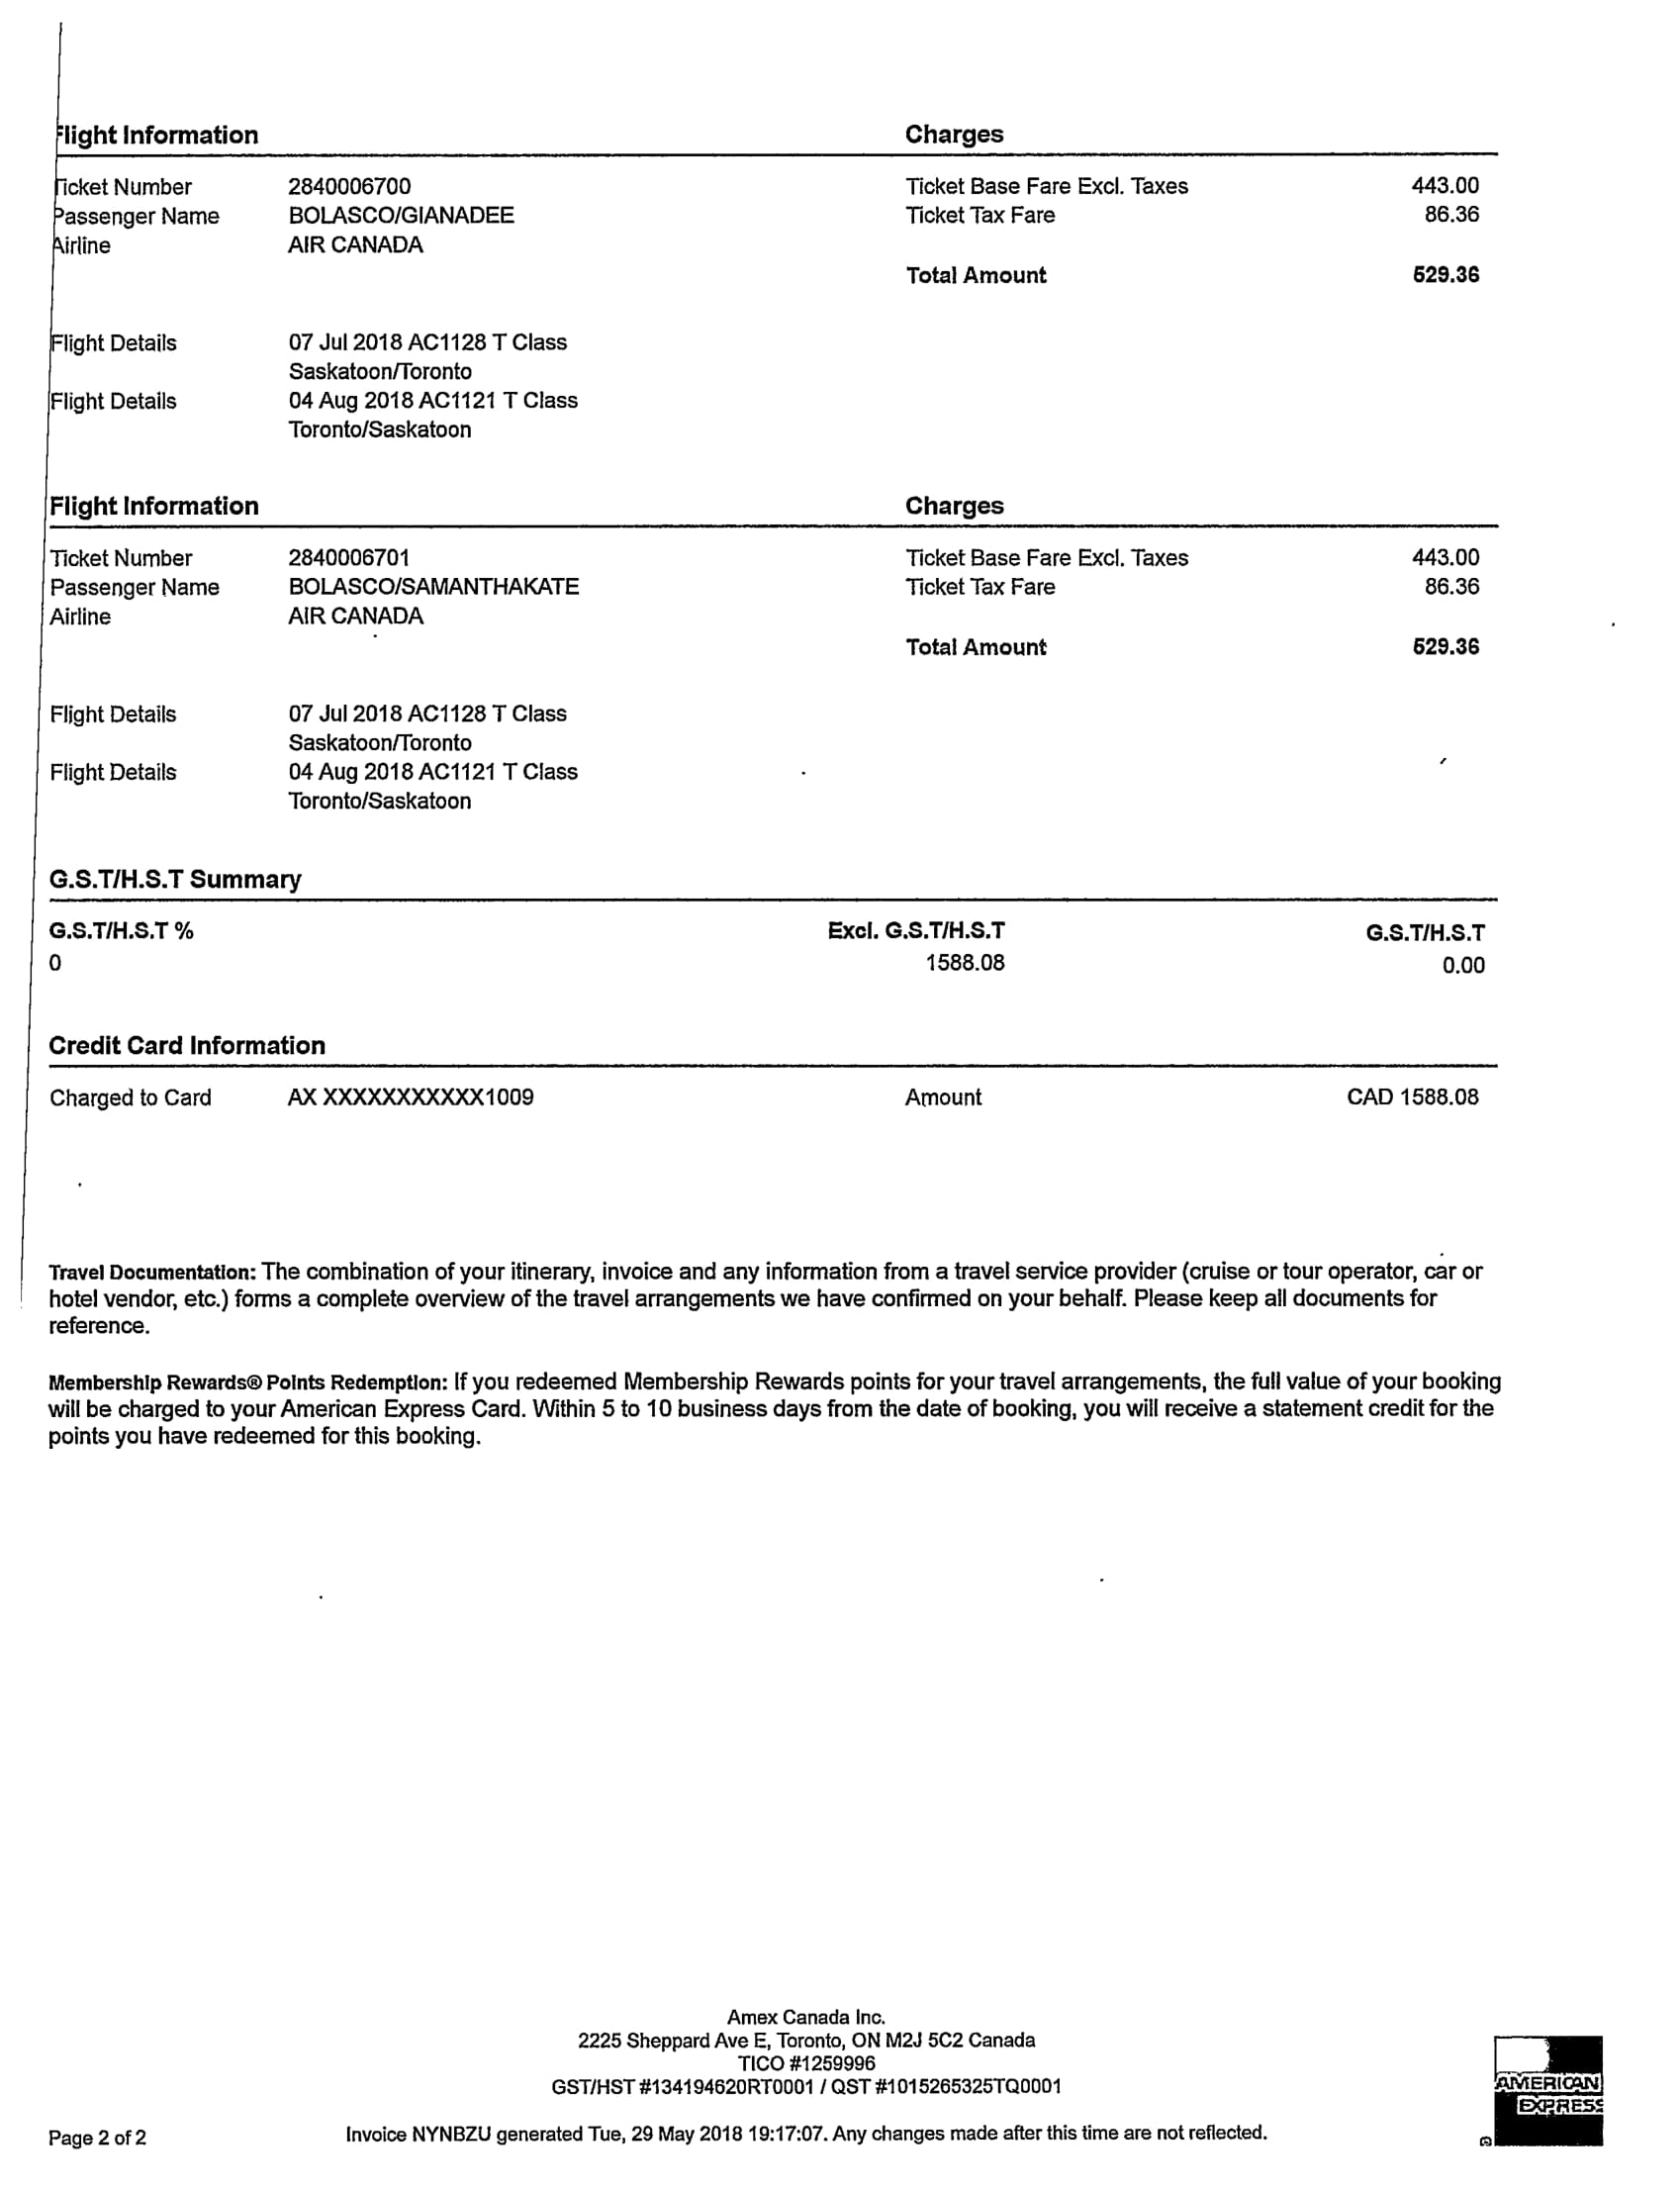 Flight Information Charges
Ticket Number 2840006700 Ticket Base Fare Excl. Taxes 443.00
Passenger Name BOLASCO/GIANADEE Ticket Tax Fare 86.36
Airline AIR CANADA
Total Amount 529.36
Flight Details 07 Jul 2018 AC1128 T Class
Saskatoon/Toronto
Flight Details 04 Aug 2018 AC1121 T Class
Toronto/Saskatoon
Flight Information Charges
Ticket Number 2840006701 Ticket Base Fare Excl. Taxes 443.00
Passenger Name BOLASCO/SAMANTHAKATE Ticket Tax Fare 86.36
Airline AIR CANADA
Total Amount 529.36
Flight Details 07 Jul 2018 AC1128 T Class
Saskatoon/Toronto
Flight Details 04 Aug 2018 AC1121 T Class
Toronto/Saskatoon
G.S.T/H.S.T Summary
G.S.T/H.S.T % Excl. G.S.T/H.S.T G.S.T/H.S.T
0 1588.08 0.00
Credit Card Information
Charged to Card AX XXXXXXXXXXX1009 Amount CAD 1588.08
Travel Documentation: The combination of your itinerary, invoice and any information from a travel service provider (cruise or tour operator, car or
hotel vendor, etc.) forms a complete overview of the travel arrangements we have confirmed on your behalf. Please keep all documents for
reference.
Membership Rewards® Points Redemption: If you redeemed Membership Rewards points for your travel arrangements, the full value of your booking
will be charged to your American Express Card. Within 5 to 10 business days from the date of booking, you will receive a statement credit for the
points you have redeemed for this booking.
Amex Canada Inc.
2225 Sheppard Ave E, Toronto, ON M2J 5C2 Canada
TICO #1259996
GST/HST #134194620RT0001 / QST #1015265325TQ0001
AMERICAN
EXPRESS
Page 2 of 2 Invoice NYNBZU generated Tue, 29 May 2018 19:17:07. Any changes made after this time are not reflected.
®